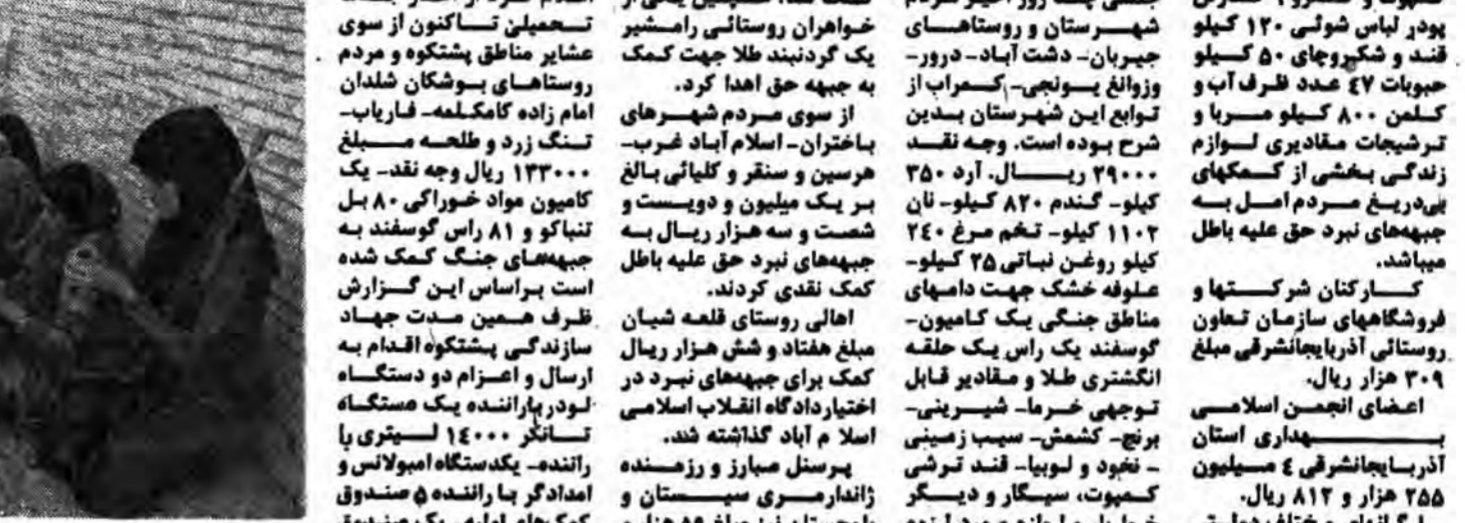 پودر لباس شوئی ۱۲۰ کیلو
قند و شکروچای ۵۰ کیلو
حبوبات ٤۷ عدد ظرف آب و
کلمن ۸۰۰ کیلو مربا و
ترشیجات مقادیری لوازم
زندگی بخشی از کمکهای
بی‌دریغ مردم امل به
جبهه‌های نبرد حق علیه باطل
میباشد.
کارکنان شرکتها و
فروشگاههای سازمان تعاون
روستائی آذربایجانشرقی مبلغ
۳۰۹ هزار ریال.
اعضای انجمن اسلامی
بهداری استان
آذربایجانشرقی ٤ میلیون
۲۵۵ هزار و ۸۱۲ ریال.
شهرستان و روستاهای
جیربان- دشت آباد- درور-
وزوانغ یونجی- کمراب از
توابع این شهرستان بدین
شرح بوده است. وجه نقد
۲۹۰۰۰ ریال. آرد ۳۵۰
کیلو- گندم ۸۲۰ کیلو- نان
۱۱۰۲ کیلو- تخم مرغ ۲٤۰
کیلو روغن نباتی ۲۵ کیلو-
علوفه خشک جهت دامهای
مناطق جنگی یک کامیون-
گوسفند یک راس یک حلقه
انگشتری طلا و مقادیر قابل
توجهی خرما- شیرینی-
برنج- کشمش- سیب زمینی
- نخود و لوبیا- قند ترشی
کمپوت، سیگار و دیگر
خواهران روستائی رامشیر
یک گردنبند طلا جهت کمک
به جبهه حق اهدا کرد.
از سوی مردم شهرهای
باختران- اسلام آباد غرب-
هرسین و سنقر و کلیائی بالغ
بر یک میلیون و دویست و
شصت و سه هزار ریال به
جبهه‌های نبرد حق علیه باطل
کمک نقدی کردند.
اهالی روستای قلعه شیان
مبلغ هفتاد و شش هزار ریال
کمک برای جبهه‌های نبرد در
اختیار دادگاه انقلاب اسلامی
اسلا م آباد گذاشته شد.
پرسنل مبارز و رزمنده
ژاندارمری سیستان و
تحمیلی تاکنون از سوی
عشایر مناطق پشتکوه و مردم
روستاهای بوشکان شلدان
امام زاده کامکلمه- فاریاب-
تنگ زرد و طلحه مبلغ
۱۳۳۰۰۰ ریال وجه نقد- یک
کامیون مواد خوراکی ۸۰ بل
تنباکو و ۸۱ راس گوسفند به
جبهه‌های جنگ کمک شده
است براساس این گزارش
ظرف همین مدت جهاد
سازندگی پشتکوه اقدام به
ارسال و اعزام دو دستگاه
لودر باراننده یک دستگاه
تانکر ۱٤۰۰۰ لیتری با
راننده- یکدستگاه امبولانس و
امدادگر با راننده ۵ صندوق